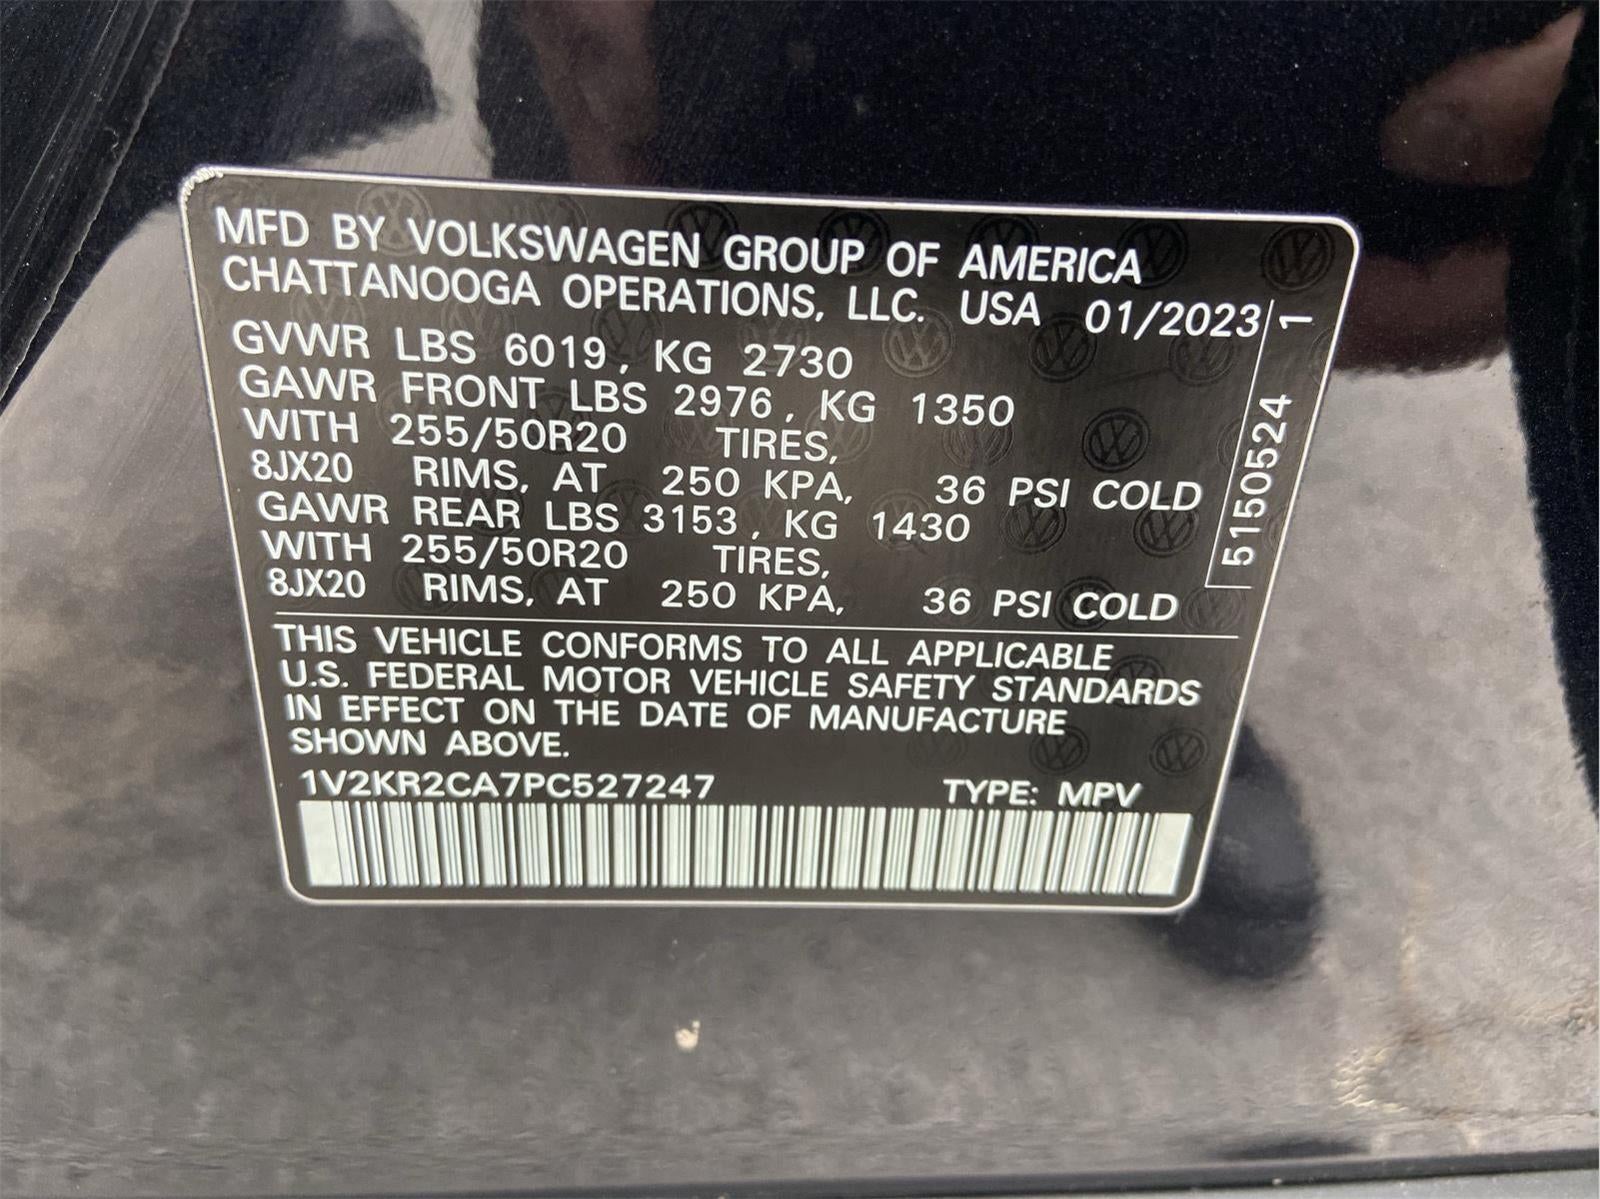 MFD BY VOLKSWAGEN GROUP OF AMERICA
CHATTANOOGA OPERATIONS, LLC. USA 01/2023
GVWR LBS 6019, KG 2730
GAWR FRONT LBS 2976, KG 1350
WITH 255/50R20 TIRES,
8JX20 RIMS, AT 250 KPA, 36 PSI COLD
GAWR REAR LBS 3153, KG 1430
WITH 255/50R20 TIRES,
8JX20 RIMS, AT 250 KPA, 36 PSI COLD
5150524 1
THIS VEHICLE CONFORMS TO ALL APPLICABLE
U.S. FEDERAL MOTOR VEHICLE SAFETY STANDARDS
IN EFFECT ON THE DATE OF MANUFACTURE
SHOWN ABOVE.
1V2KR2CA7PC527247 TYPE: MPV